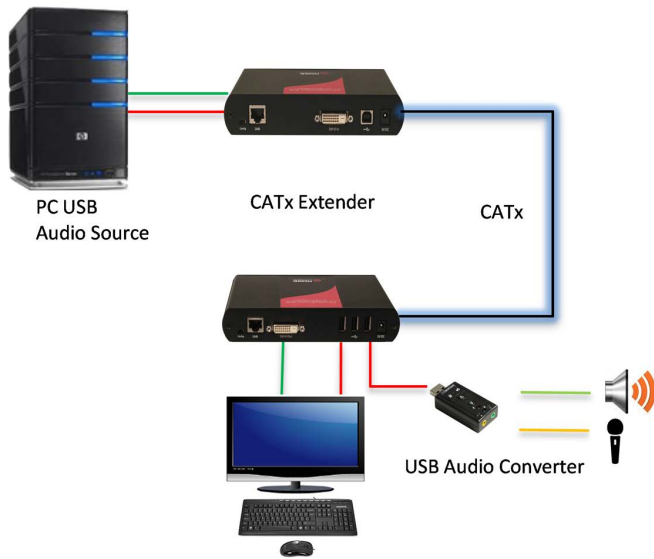 PC USB
Audio Source
CATx Extender
CATx
USB Audio Converter